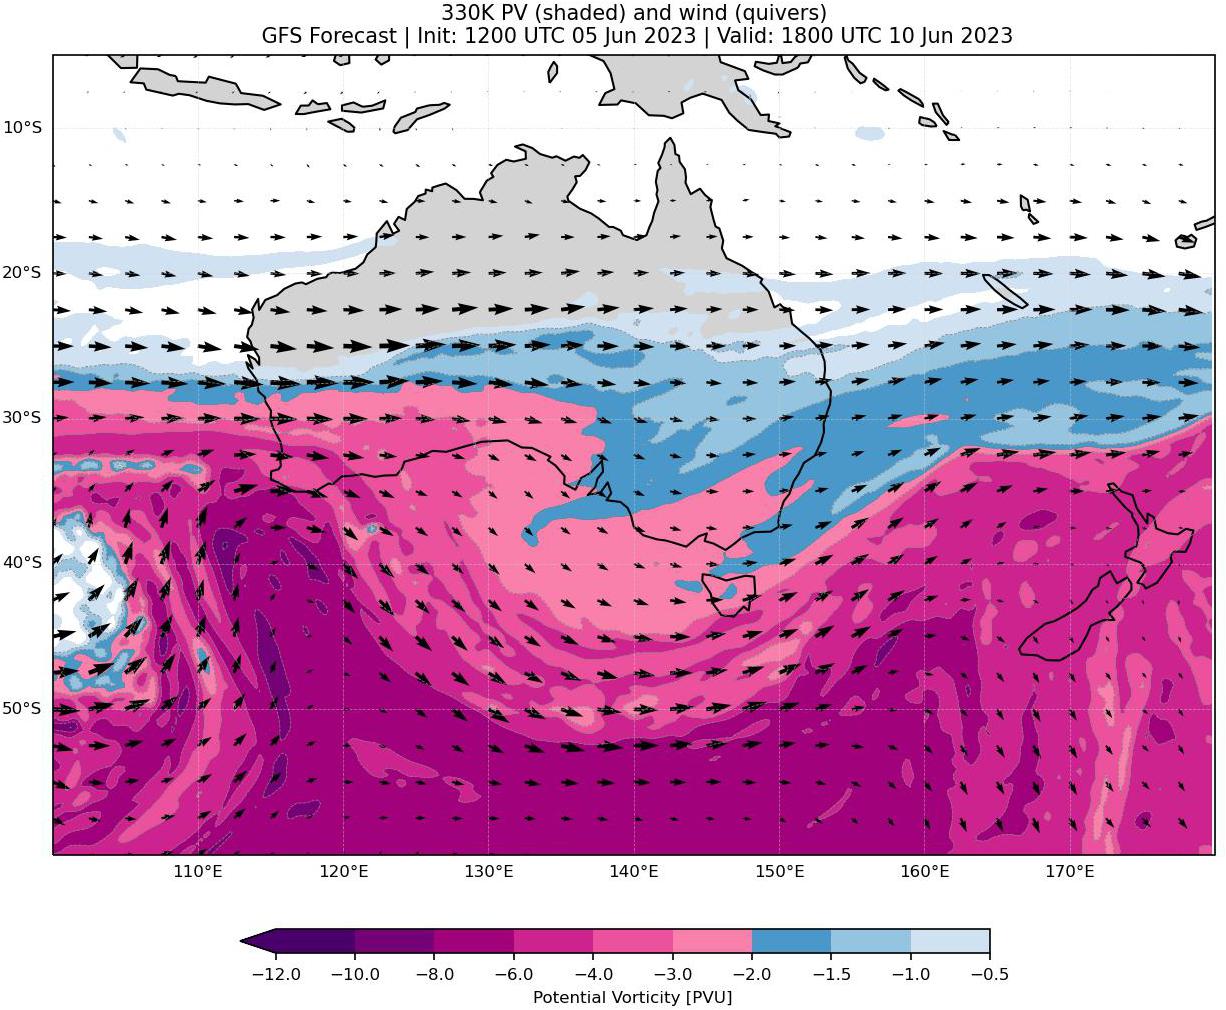 330K PV (shaded) and wind (quivers)
GFS Forecast | Init: 1200 UTC 05 Jun 2023 | Valid: 1800 UTC 10 Jun 2023
10°S
20°S
30°S
40°S
50°S
110°E 120°E 130°E 140°E 150°E 160°E 170°E
−12.0 −10.0 −8.0 −6.0 −4.0 −3.0 −2.0 −1.5 −1.0 −0.5
Potential Vorticity [PVU]